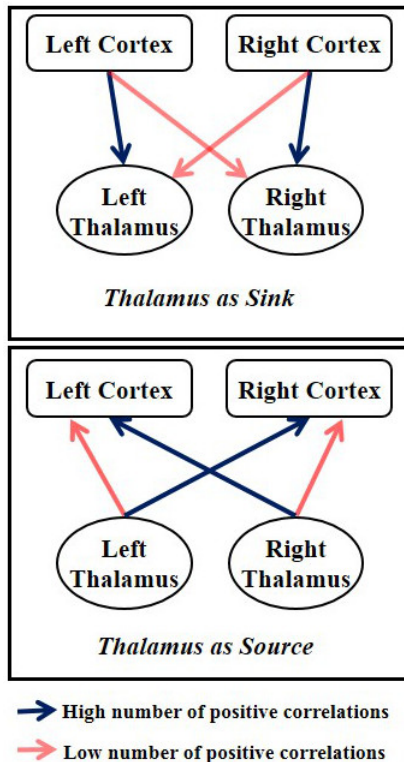 Left Cortex Right Cortex
Left Thalamus Right Thalamus
Thalamus as Sink
Left Cortex Right Cortex
Left Thalamus Right Thalamus
Thalamus as Source
High number of positive correlations
Low number of positive correlations